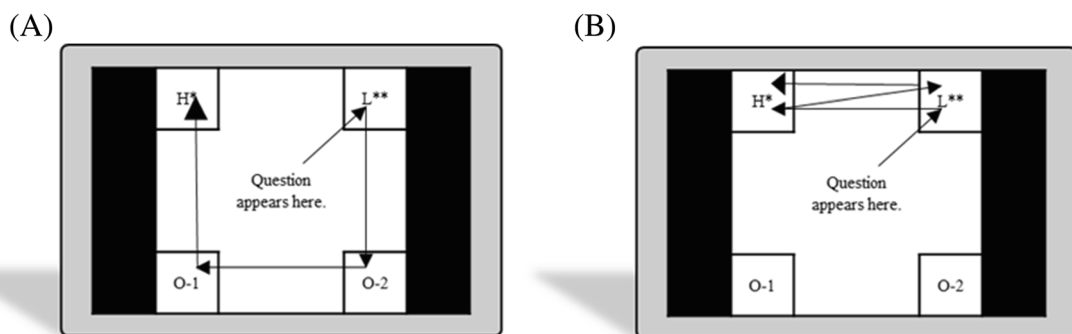 (A)
H*
L**
Question
appears here.
O-1
O-2
(B)
H*
L**
Question
appears here.
O-1
O-2